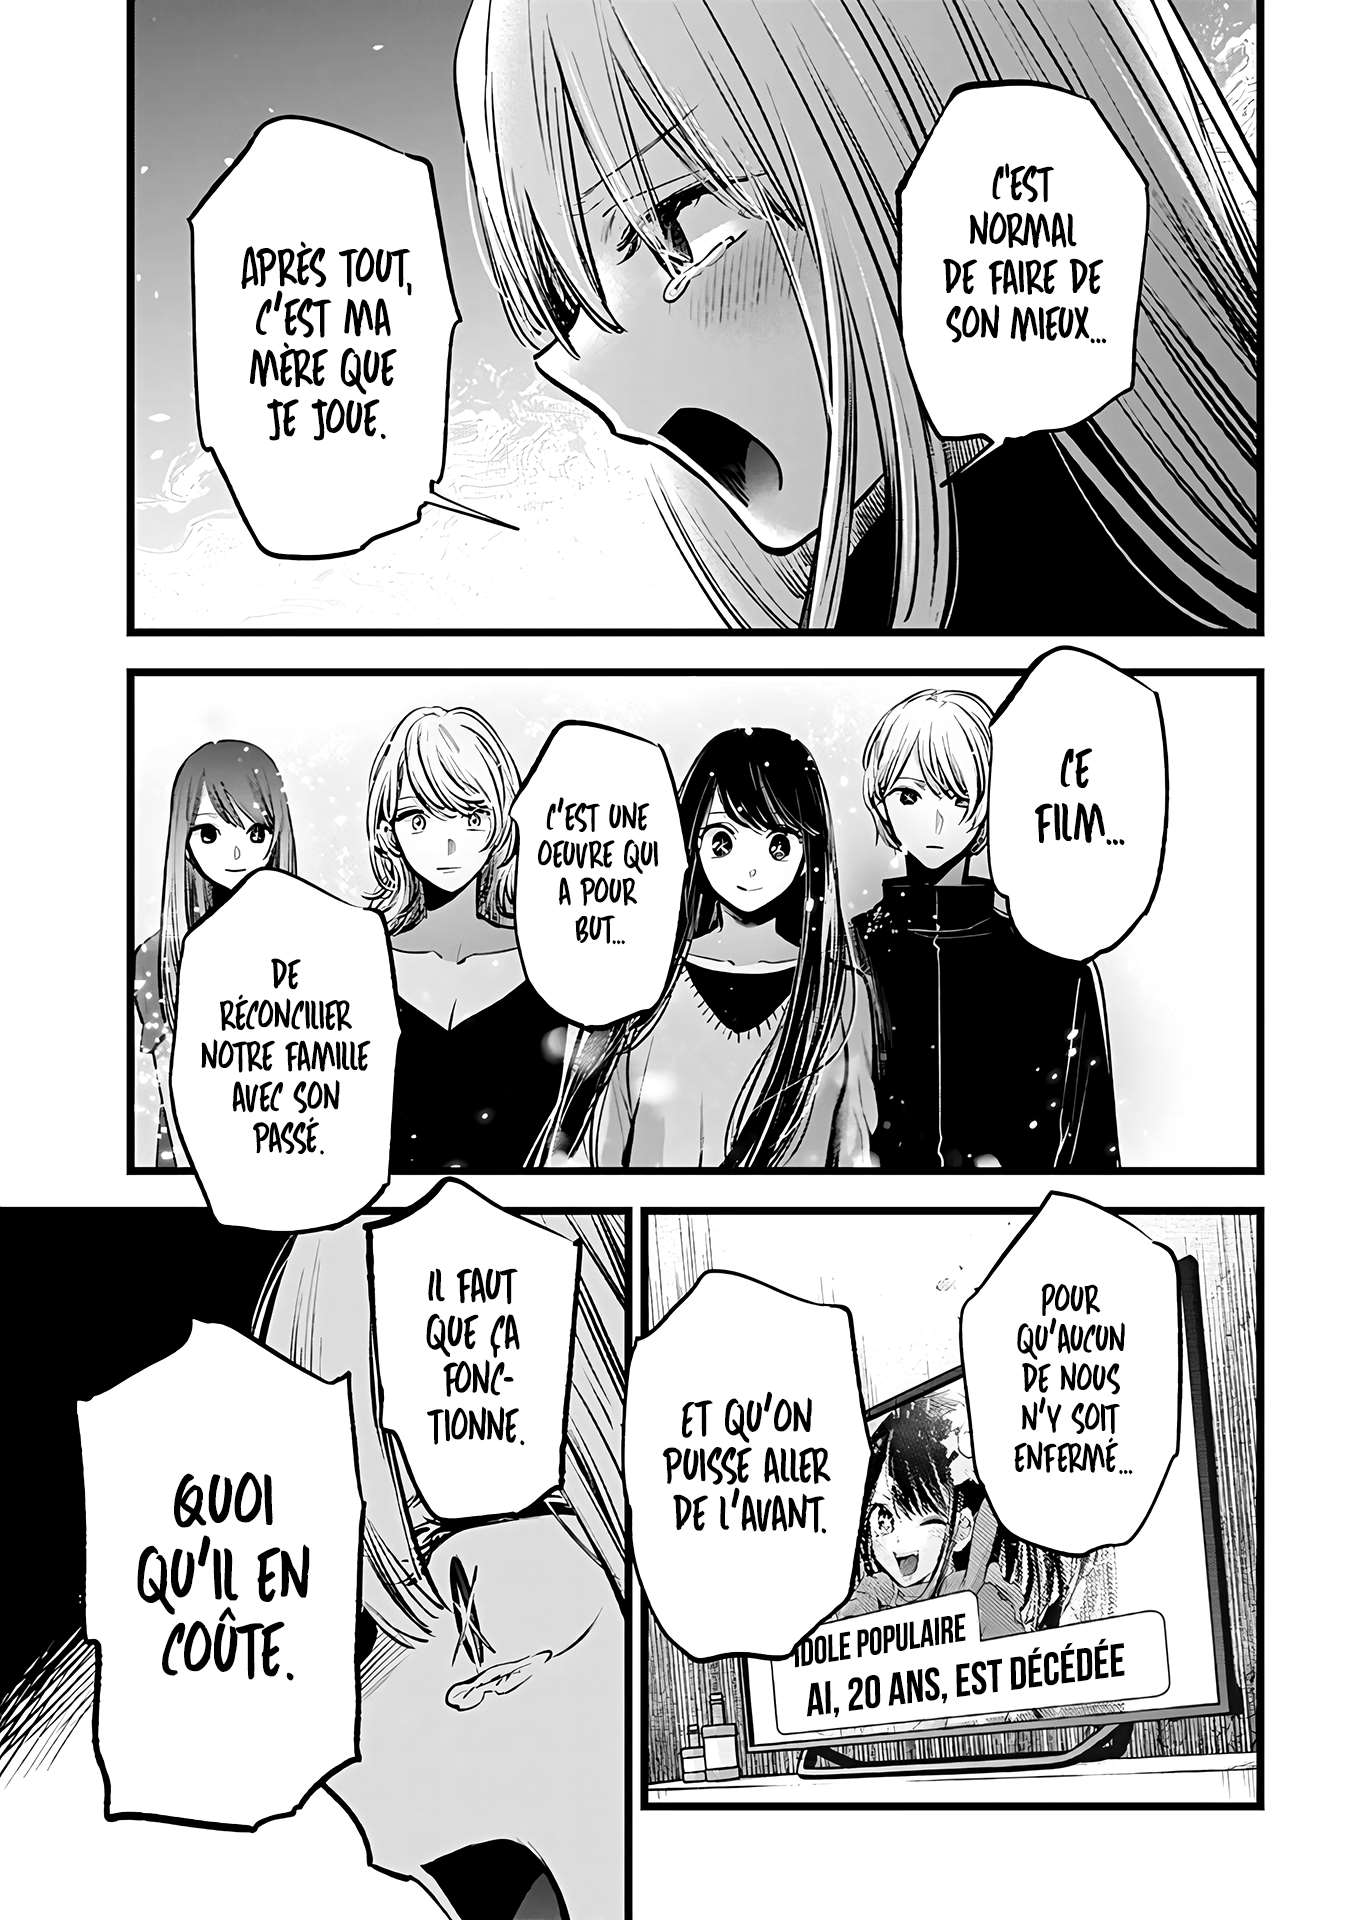 C'EST
NORMAL
DE FAIRE DE
SON MIEUX...
APRÈS TOUT,
C'EST MA
MÈRE QUE
JE JOUE.
CE
FILM...
C'EST UNE
OEUVRE QUI
A POUR
BUT...
DE
RÉCONCILIER
NOTRE FAMILLE
AVEC SON
PASSÉ.
POUR
QU'AUCUN
DE NOUS
N'Y SOIT
ENFERMÉ...
ET QU'ON
PUISSE ALLER
DE L'AVANT.
IDOLE POPULAIRE
AI, 20 ANS, EST DÉCÉDÉE
IL FAUT
QUE ÇA
FONC-
TIONNE.
QUOI
QU'IL EN
COÛTE.